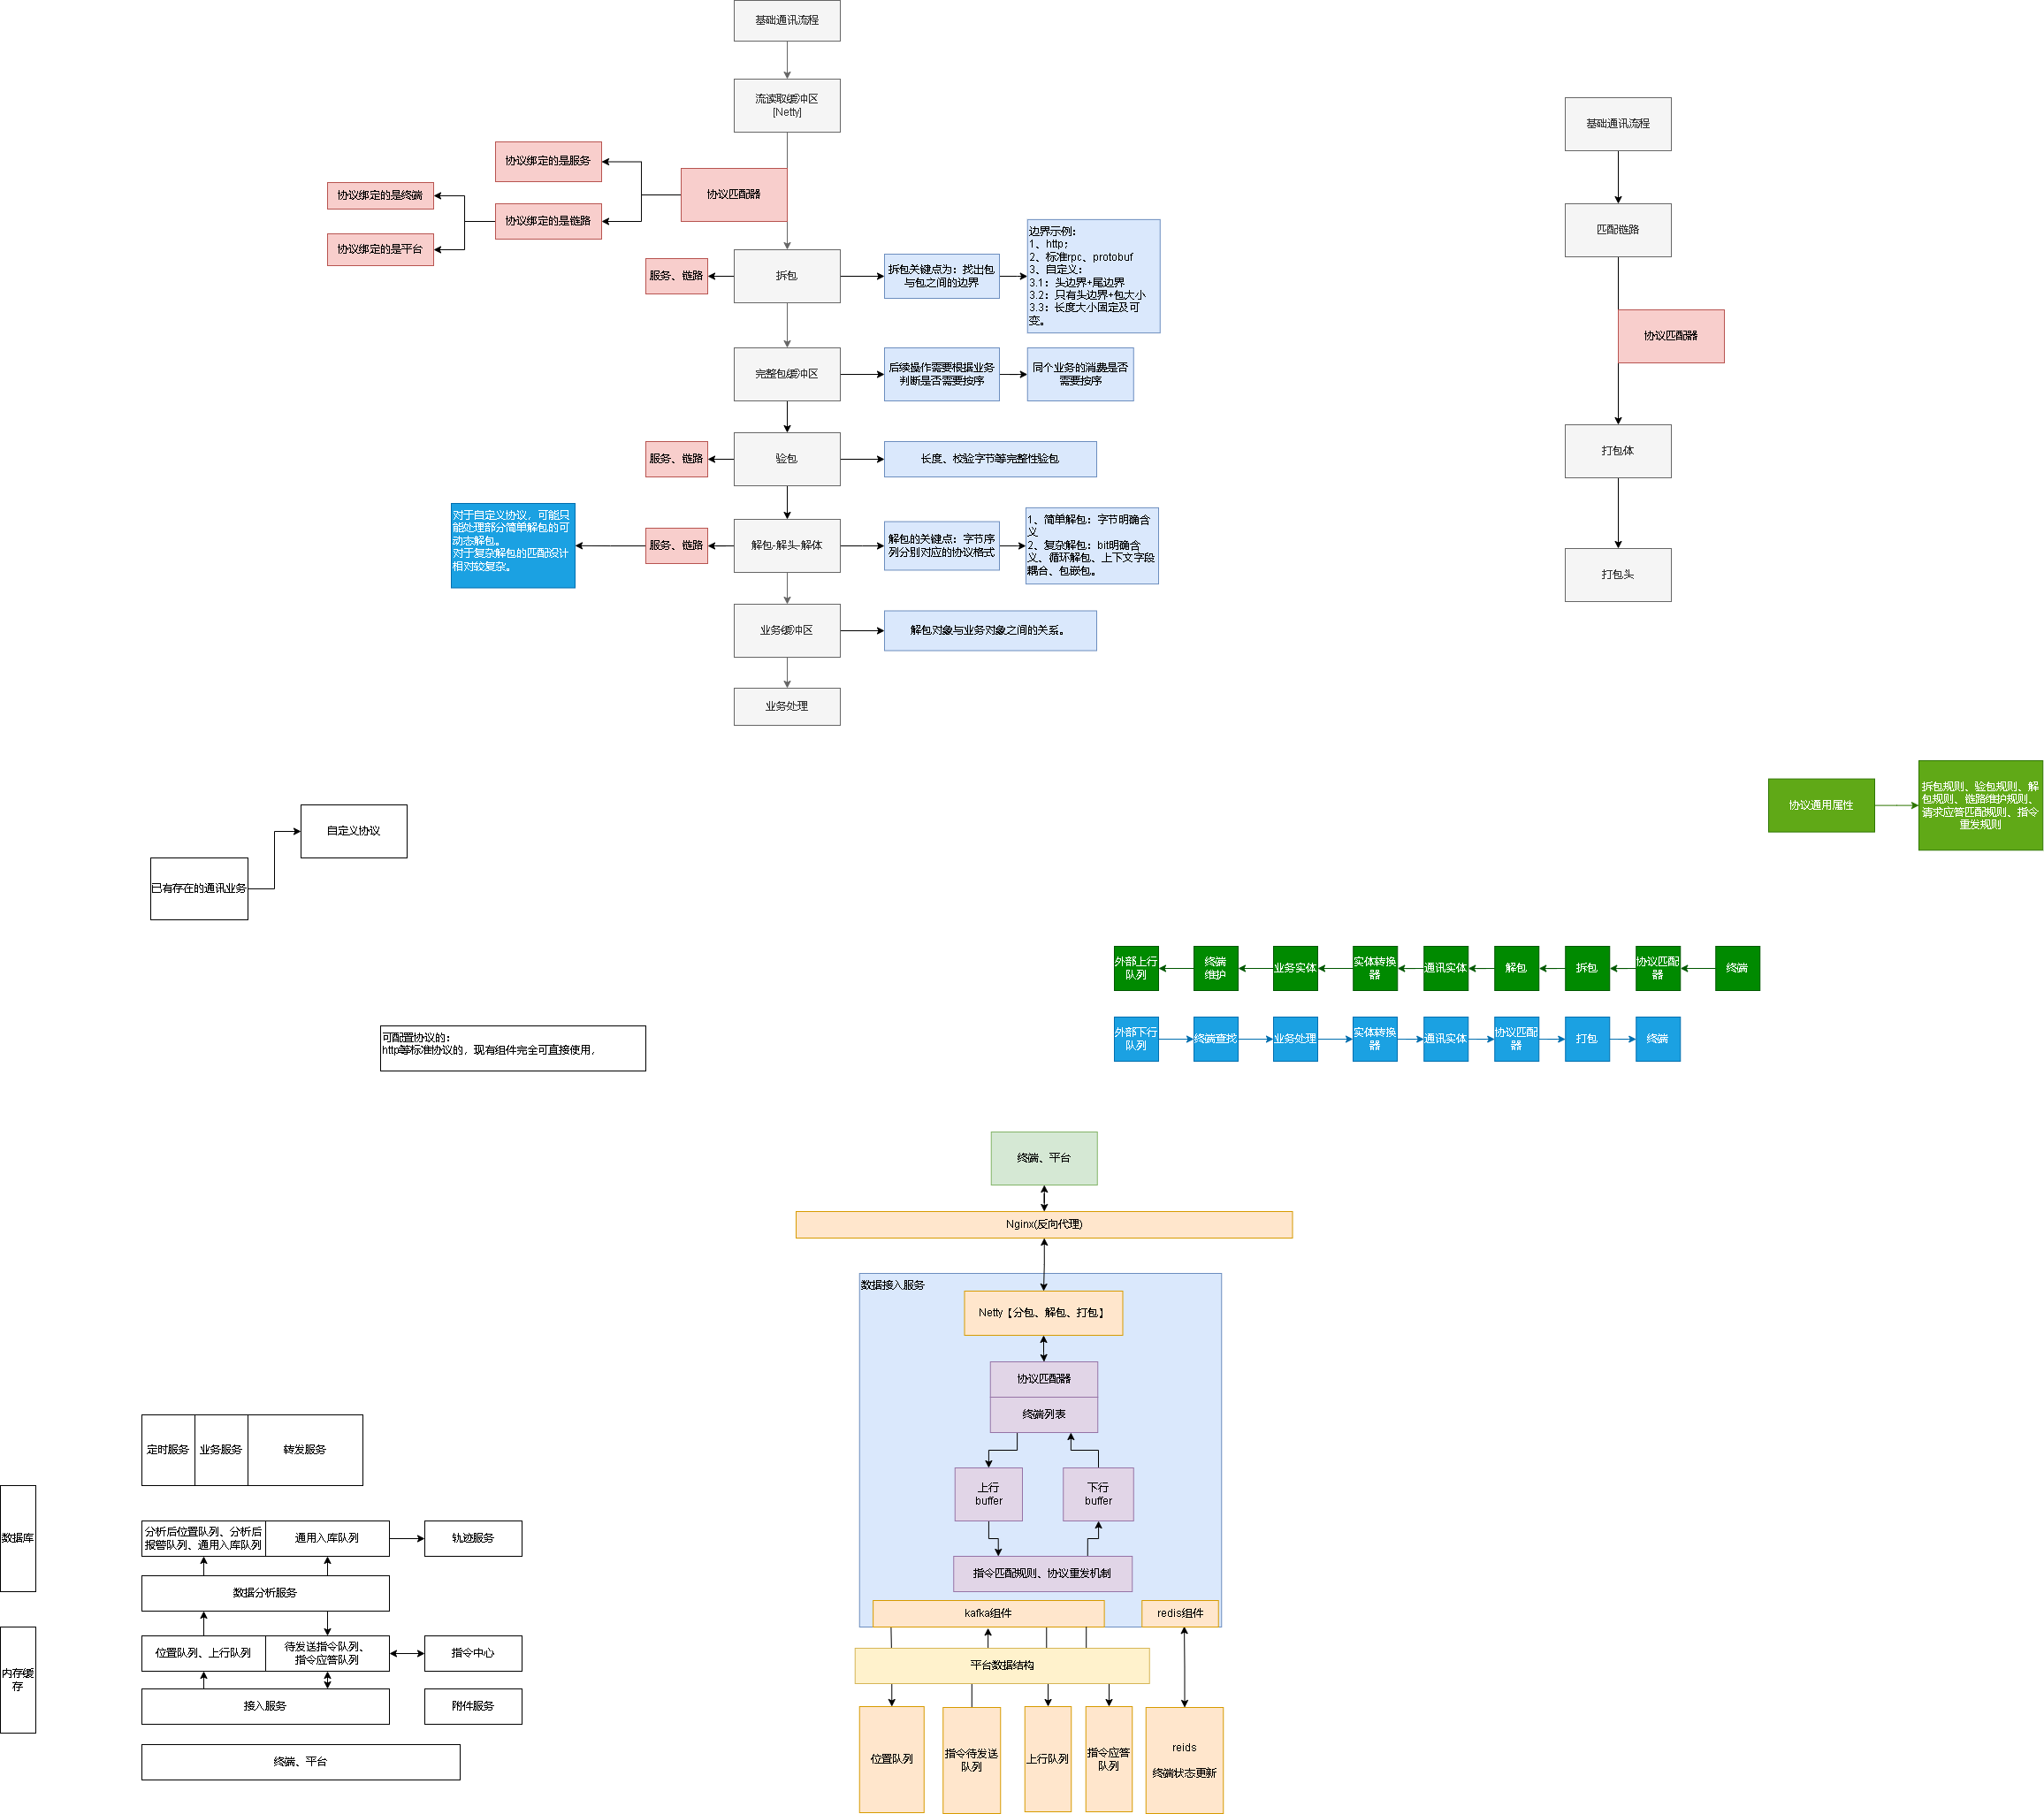 基础通讯流程
流读取缓冲区
[Netty]
协议匹配器
协议绑定的是服务
协议绑定的是链路
协议绑定的是终端
协议绑定的是平台
拆包
服务、链路
拆包关键点为：找出包
与包之间的边界
边界示例：
1、http；
2、标准rpc、protobuf
3、自定义：
3.1：头边界+尾边界
3.2：只有头边界+包大小
3.3：长度大小固定及可
变。
完整包缓冲区
后续操作需要根据业务
判断是否需要按序
同个业务的消费是否
需要按序
验包
服务、链路
长度、校验字节等完整性验包
解包-解头-解体
服务、链路
对于自定义协议，可能只
能处理部分简单解包的可
动态解包。
对于复杂解包的匹配设计
相对较复杂。
解包的关键点：字节序
列分别对应的协议格式
1、简单解包：字节明确含
义
2、复杂解包：bit明确含
义、循环解包、上下文字段
耦合、包嵌包。
业务缓冲区
解包对象与业务对象之间的关系。
业务处理
基础通讯流程
匹配链路
协议匹配器
打包体
打包头
协议通用属性
拆包规则、验包规则、解
包规则、链路维护规则、
请求应答匹配规则、指令
重发规则
自定义协议
已有存在的通讯业务
可配置协议的：
http等标准协议的，现有组件完全可直接使用，
外部上行
队列
终端
维护
业务实体
实体转换
器
通讯实体
解包
拆包
协议匹配
器
终端
外部下行
队列
终端查找
业务处理
实体转换
器
通讯实体
协议匹配
器
打包
终端
终端、平台
Nginx(反向代理)
数据接入服务
Netty【分包、解包、打包】
协议匹配器
终端列表
上行
buffer
下行
buffer
指令匹配规则、协议重发机制
kafka组件
redis组件
平台数据结构
位置队列
指令待发送
队列
上行队列
指令应答
队列
reids
终端状态更新
定时服务
业务服务
转发服务
数据库
分析后位置队列、分析后
报警队列、通用入库队列
通用入库队列
轨迹服务
数据分析服务
内存缓
存
位置队列、上行队列
待发送指令队列、
指令应答队列
指令中心
接入服务
附件服务
终端、平台